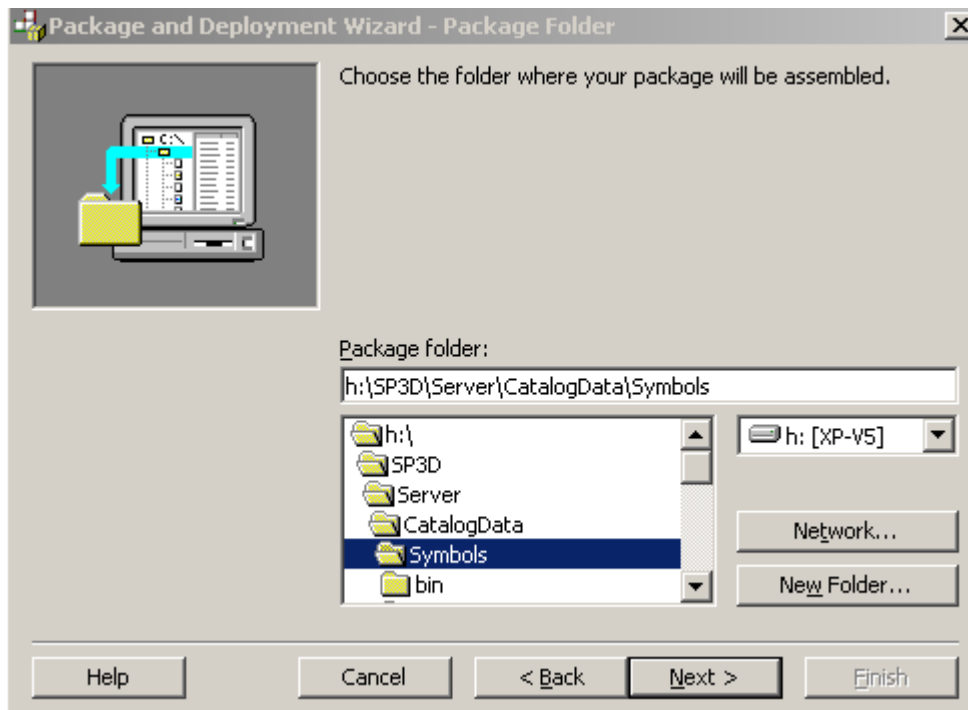 Package and Deployment Wizard - Package Folder
Choose the folder where your package will be assembled.
C:\
Package folder:
h:\SP3D\Server\CatalogData\Symbols
h:\
h: [XP-V5]
SP3D
Server
CatalogData
Network...
Symbols
bin
New Folder...
Help
Cancel
< Back
Next >
Finish